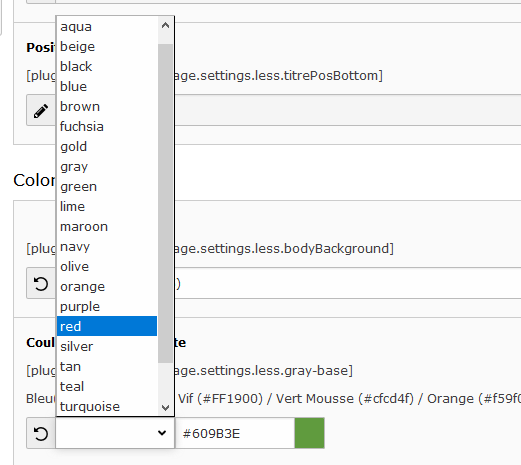 aqua
beige
black
blue
brown
fuchsia
gold
gray
green
lime
maroon
navy
olive
orange
purple
red
silver
tan
teal
turquoise
Posit
[plug age.settings.less.titrePosBottom]
Color
[plug age.settings.less.bodyBackground]
)
Coul te
[plug age.settings.less.gray-base]
Bleu Vif (#FF1900) / Vert Mousse (#cfcd4f) / Orange (#f59f0
#609B3E